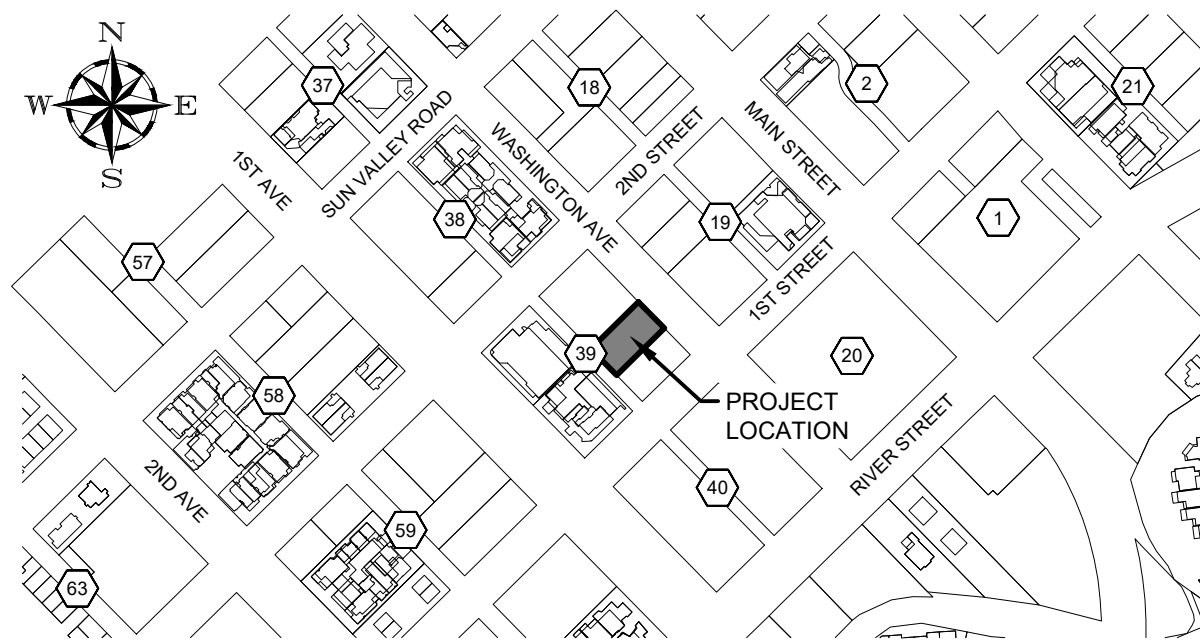 N
W
E
S
37
18
2
21
1ST AVE
SUN VALLEY ROAD
WASHINGTON AVE
2ND STREET
MAIN STREET
38
19
1
57
1ST STREET
39
20
PROJECT
LOCATION
58
RIVER STREET
2ND AVE
40
59
63